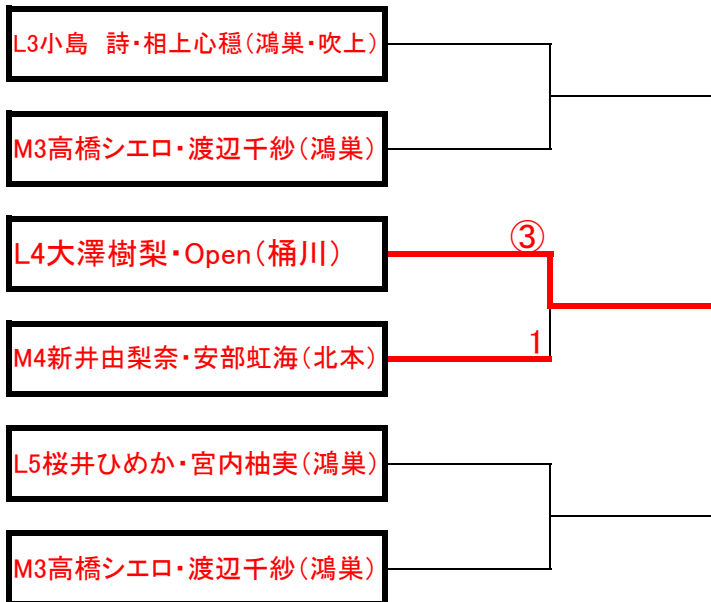 L3小島　詩・相上心穏(鴻巣・吹上)
M3高橋シエロ・渡辺千紗(鴻巣)
③
L4大澤樹梨・Open(桶川)
1
M4新井由梨奈・安部虹海(北本)
L5桜井ひめか・宮内柚実(鴻巣)
M3高橋シエロ・渡辺千紗(鴻巣)